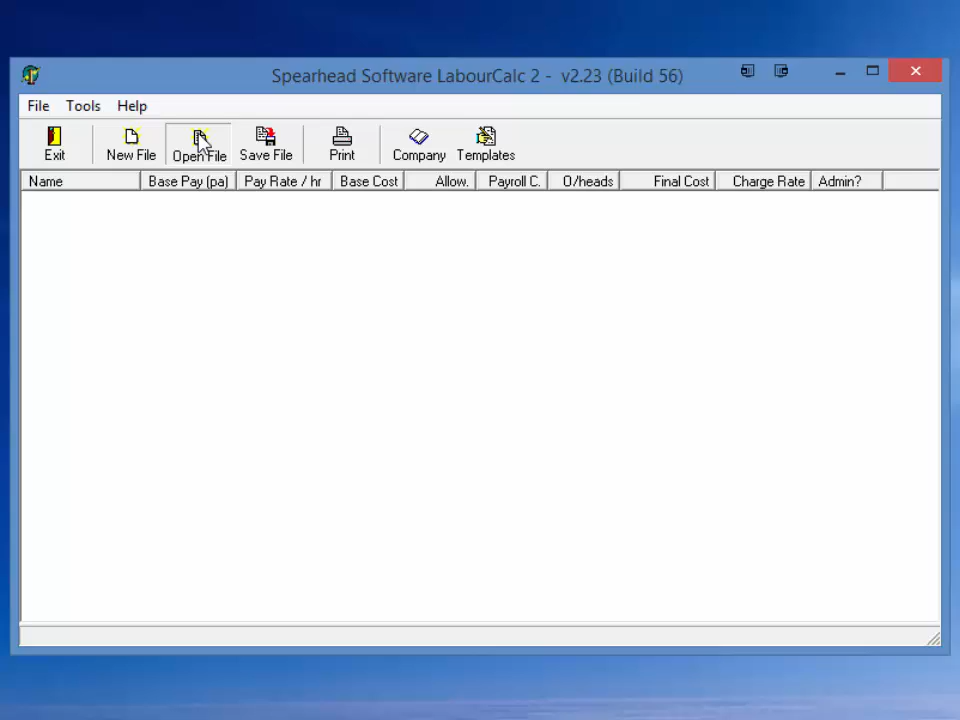 Spearhead Software LabourCalc 2 - v2.23 (Build 56)
File Tools Help
Exit New File Open File Save File Print Company Templates
Name Base Pay (pa) Pay Rate / hr Base Cost Allow. Payroll C. O/heads Final Cost Charge Rate Admin?